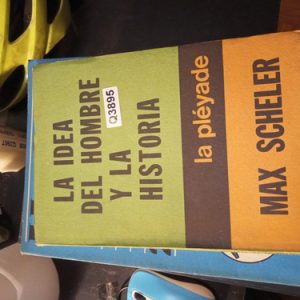 LA IDEA
DEL HOMBRE
Y LA
HISTORIA
Q3895
la pléyade
MAX SCHELER